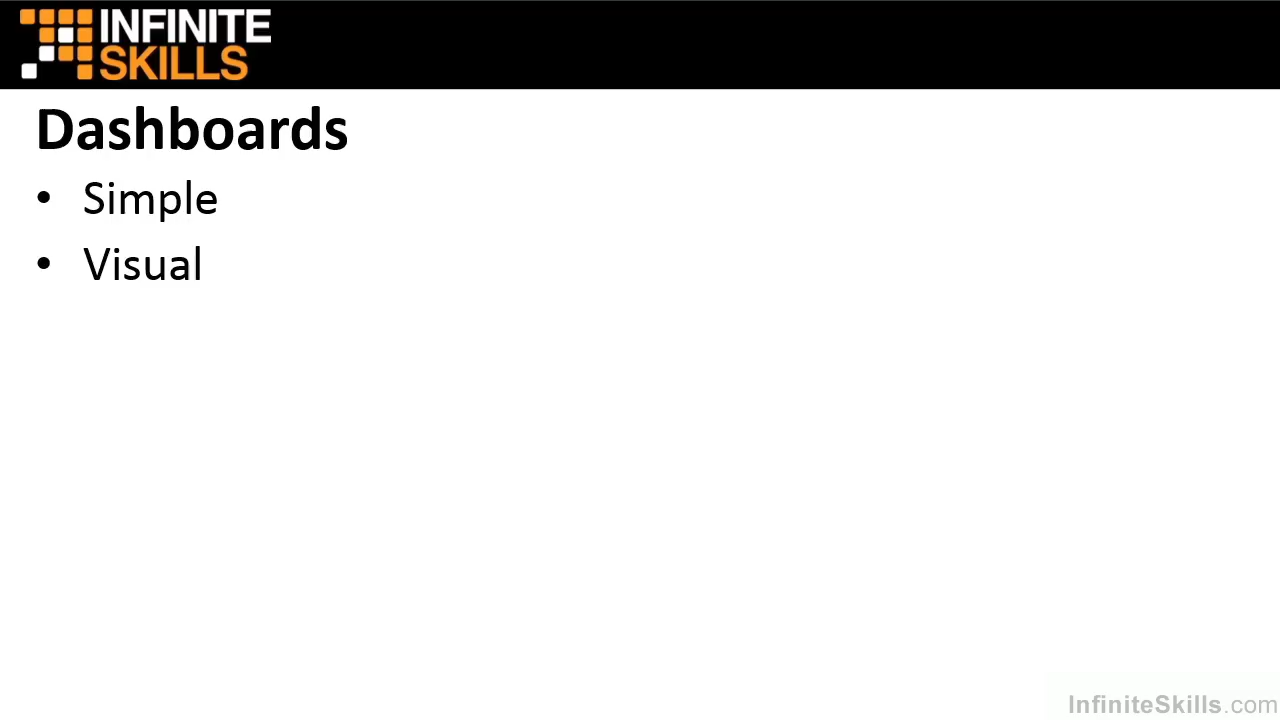 INFINITE
SKILLS
Dashboards
• Simple
• Visual
InfiniteSkills.com